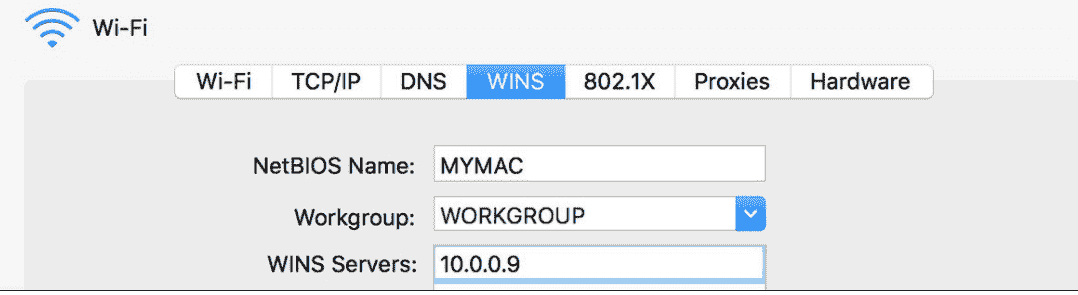 Wi-Fi
Wi-Fi TCP/IP DNS WINS 802.1X Proxies Hardware
NetBIOS Name: MYMAC
Workgroup: WORKGROUP
WINS Servers: 10.0.0.9